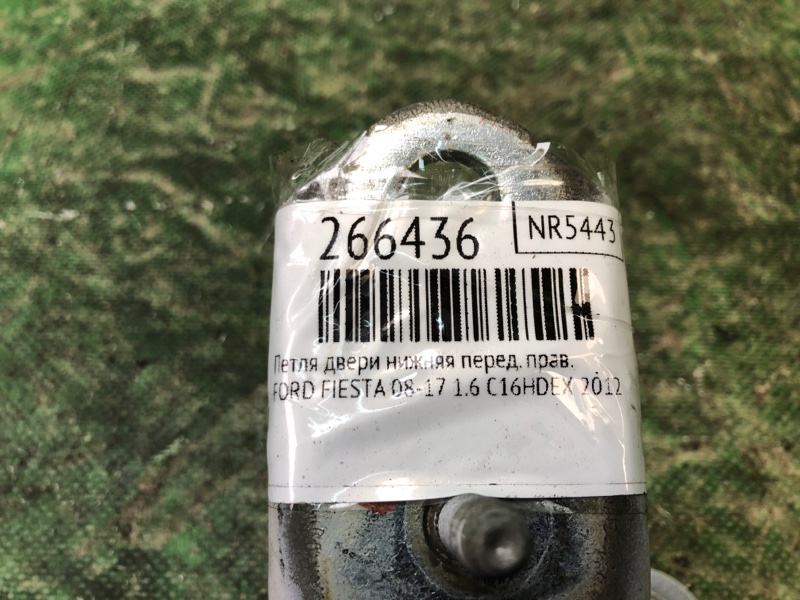 266436
NR5443
Петля двери нижняя перед. прав.
FORD FIESTA 08-17 1.6 C16HDEX 2012